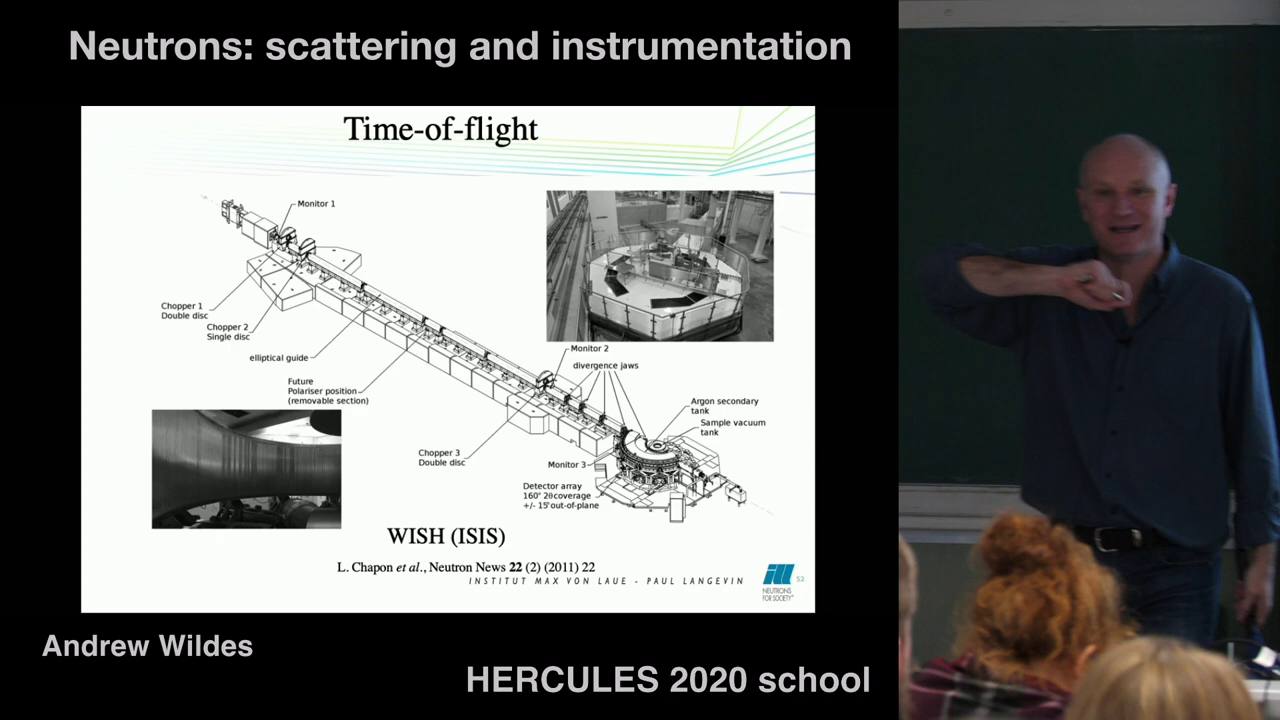 Neutrons: scattering and instrumentation
Time-of-flight
Monitor 1
Chopper 1
Double disc
Chopper 2
Single disc
elliptical guide
Future
Polariser position
(removable section)
Monitor 2
divergence jaws
Argon secondary
tank
Sample vacuum
tank
Chopper 3
Double disc
Monitor 3
Detector array
160° 2θcoverage
+/- 15°out-of-plane
WISH (ISIS)
L. Chapon et al., Neutron News 22 (2) (2011) 22
INSTITUT MAX VON LAUE - PAUL LANGEVIN
ill
NEUTRONS
FOR SOCIETY
52
Andrew Wildes
HERCULES 2020 school